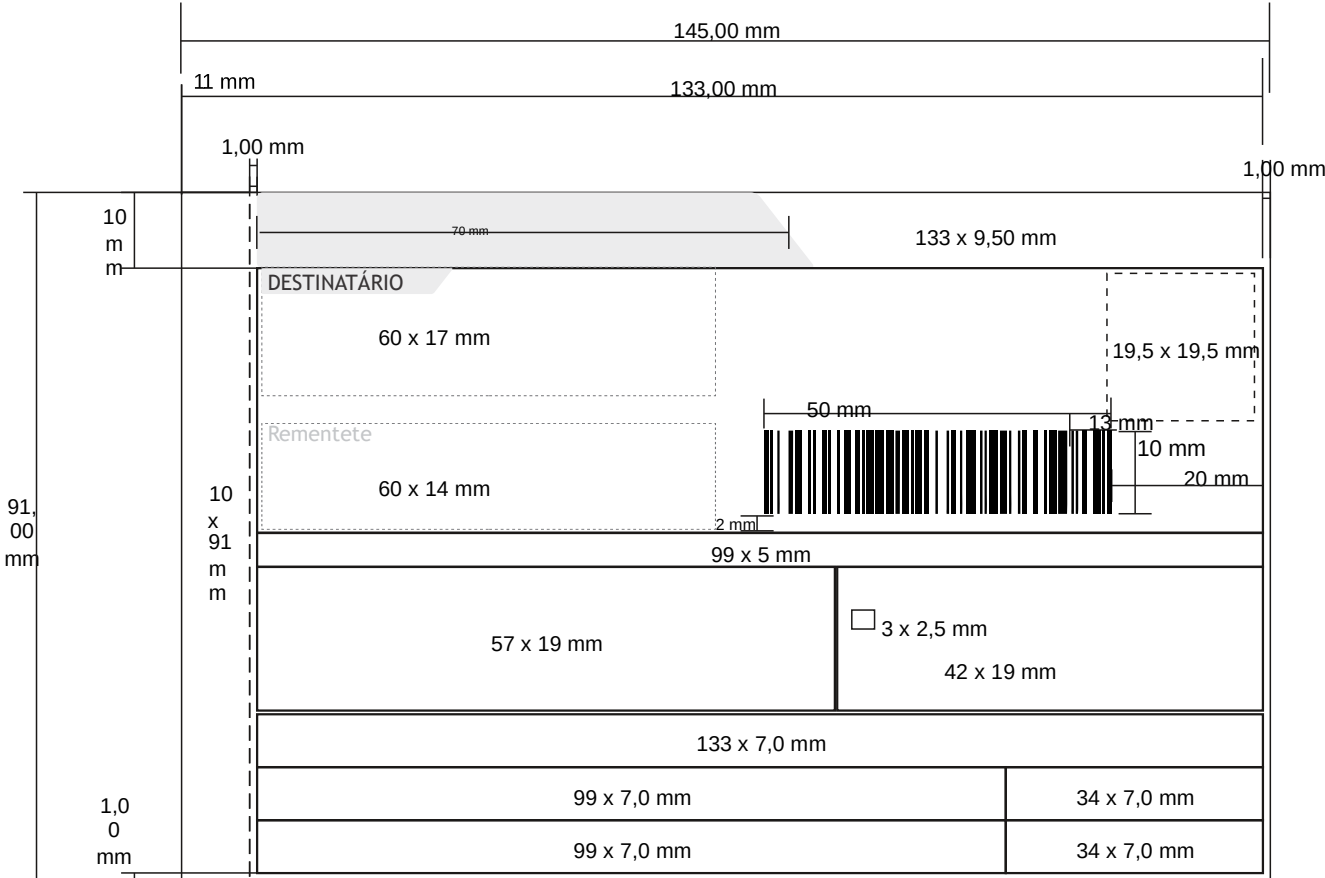 145,00 mm
11 mm
133,00 mm
1,00 mm
1,00 mm
10
m
m
70 mm
133 x 9,50 mm
DESTINATÁRIO
60 x 17 mm
19,5 x 19,5 mm
50 mm
13 mm
Rementete
10 mm
20 mm
60 x 14 mm
10
x
91
m
m
91,
00
mm
2 mm
99 x 5 mm
3 x 2,5 mm
57 x 19 mm
42 x 19 mm
133 x 7,0 mm
99 x 7,0 mm
34 x 7,0 mm
1,0
0
mm
99 x 7,0 mm
34 x 7,0 mm